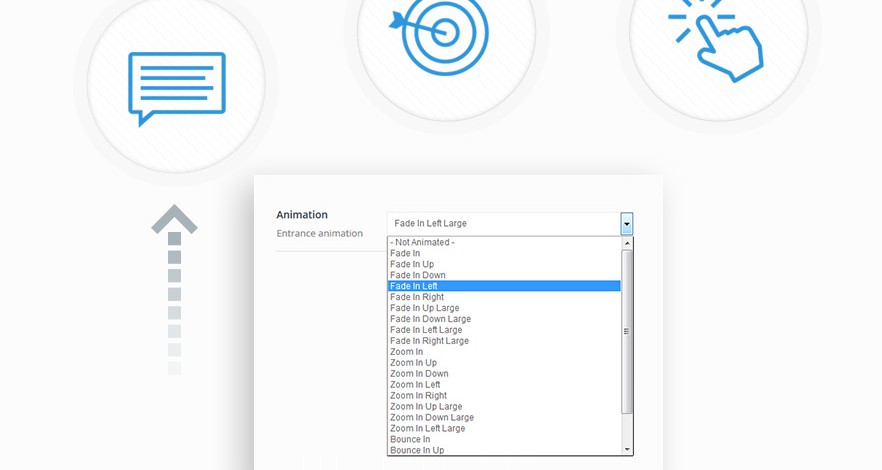 Animation
Fade In Left Large
Entrance animation
- Not Animated -
Fade In
Fade In Up
Fade In Down
Fade In Left
Fade In Right
Fade In Up Large
Fade In Down Large
Fade In Left Large
Fade In Right Large
Zoom In
Zoom In Up
Zoom In Down
Zoom In Left
Zoom In Right
Zoom In Up Large
Zoom In Down Large
Zoom In Left Large
Bounce In
Bounce In Up